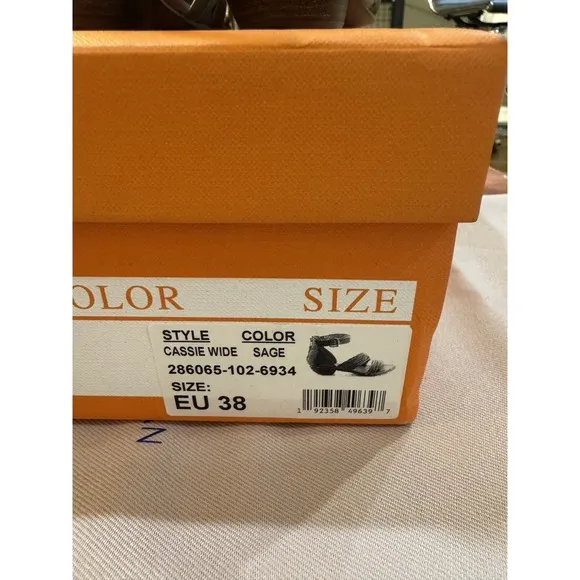 OLOR SIZE
STYLE COLOR
CASSIE WIDE SAGE
286065-102-6934
SIZE:
EU 38
1 92358 49639 7
N